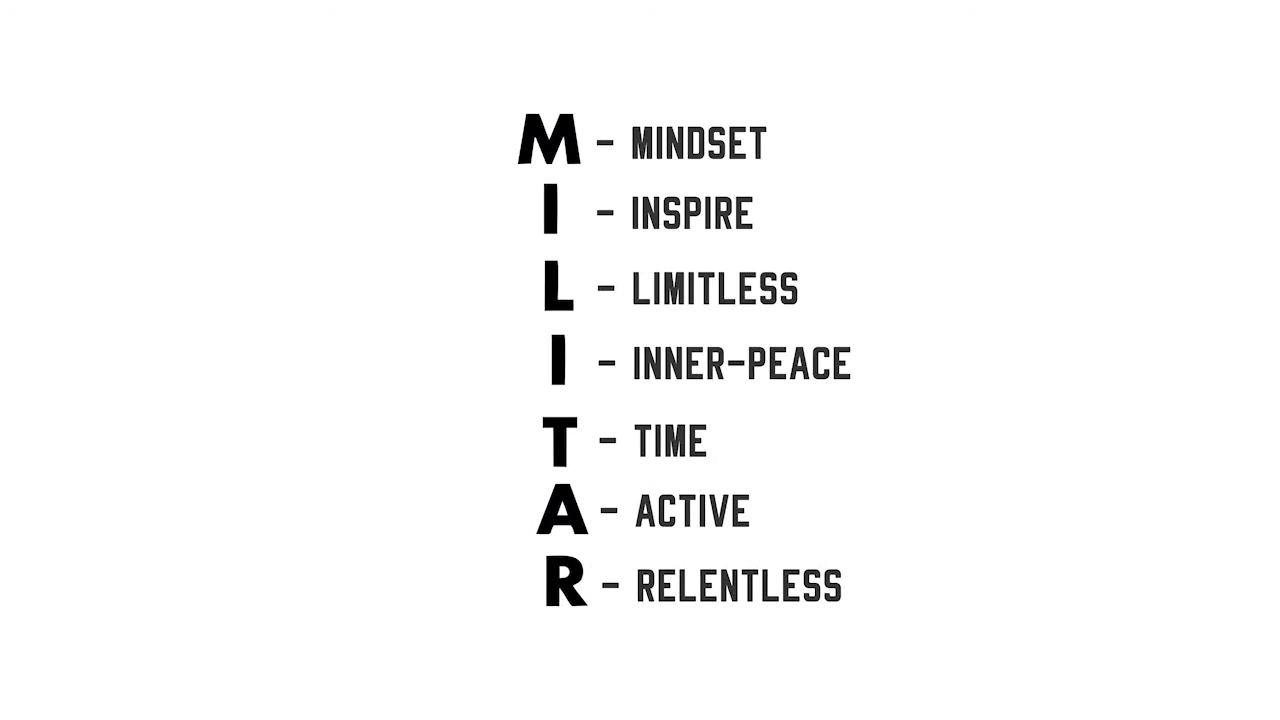 M - MINDSET
I - INSPIRE
L - LIMITLESS
I - INNER-PEACE
T - TIME
A - ACTIVE
R - RELENTLESS